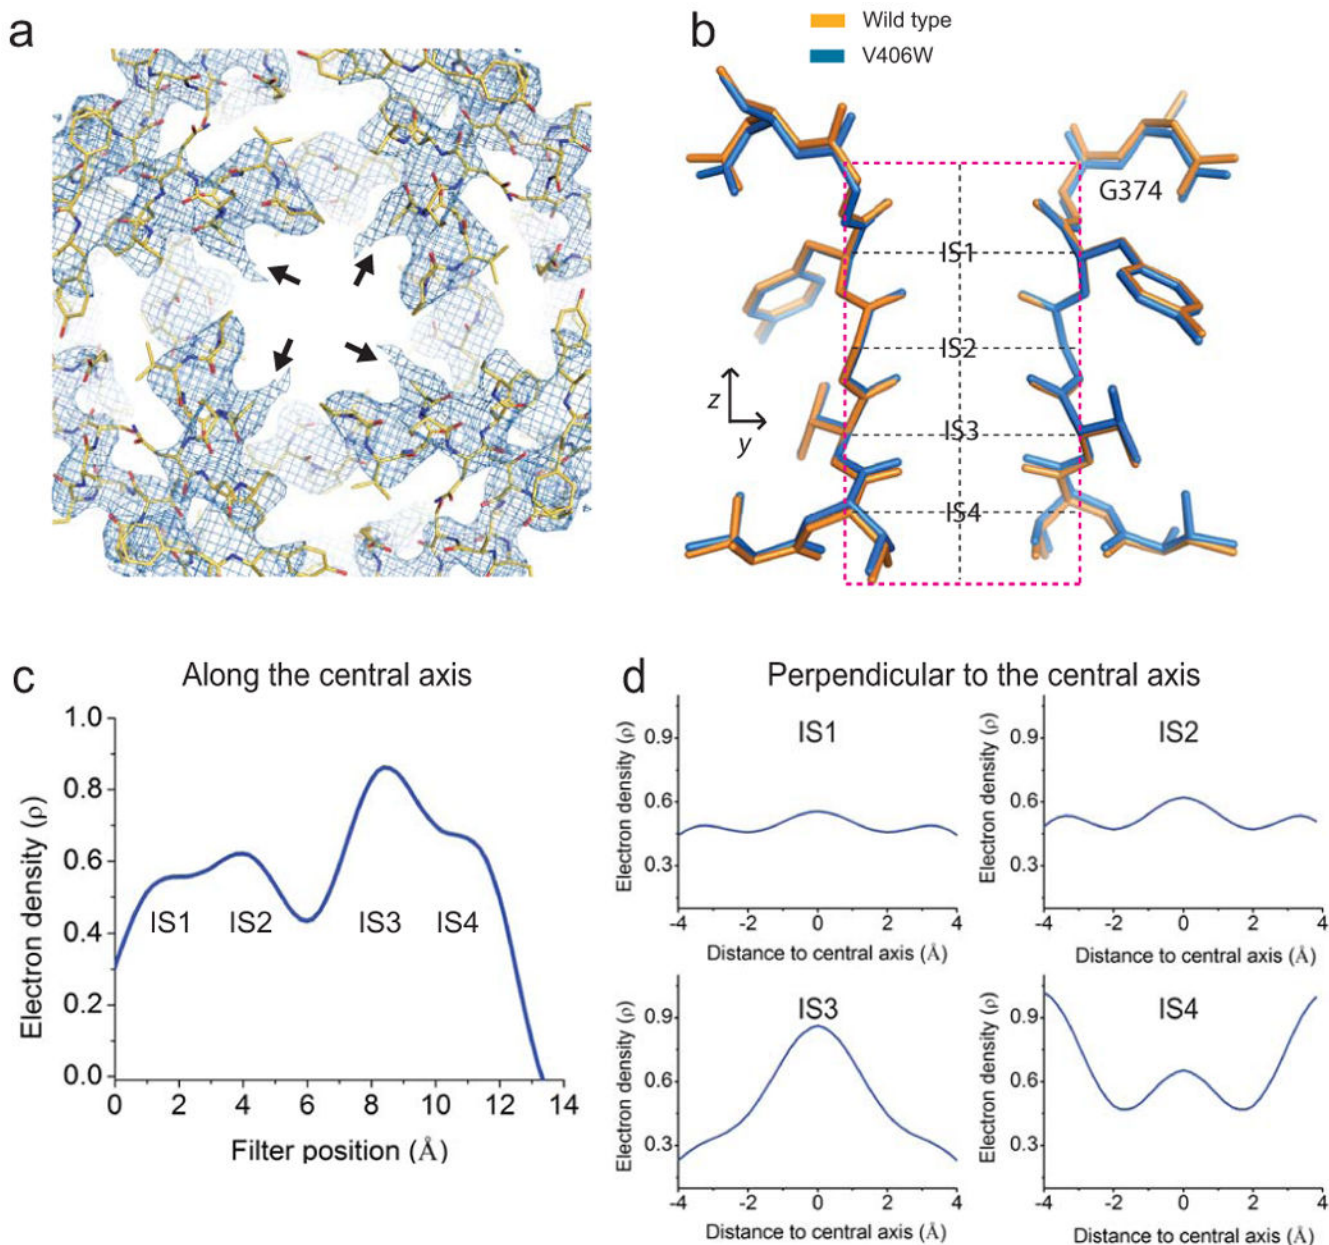 a
b
Wild type
V406W
G374
IS1
IS2
z
y
IS3
IS4
c
Along the central axis
Electron density (ρ)
1.0
0.8
0.6
0.4
0.2
0.0
IS1
IS2
IS3
IS4
0 2 4 6 8 10 12 14
Filter position (Å)
d
Perpendicular to the central axis
IS1
Electron density (ρ)
0.9
0.6
0.3
-4 -2 0 2 4
Distance to central axis (Å)
IS2
Electron density (ρ)
0.9
0.6
0.3
-4 -2 0 2 4
Distance to central axis (Å)
IS3
Electron density (ρ)
0.9
0.6
0.3
-4 -2 0 2 4
Distance to central axis (Å)
IS4
Electron density (ρ)
0.9
0.6
0.3
-4 -2 0 2 4
Distance to central axis (Å)